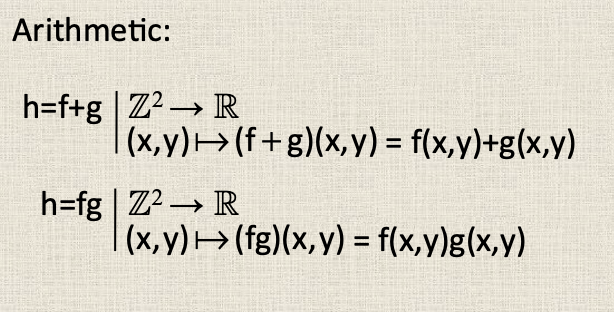 Arithmetic:
h=f+g | ℤ² → ℝ
(x,y) ↦ (f+g)(x,y) = f(x,y)+g(x,y)
h=fg | ℤ² → ℝ
(x,y) ↦ (fg)(x,y) = f(x,y)g(x,y)